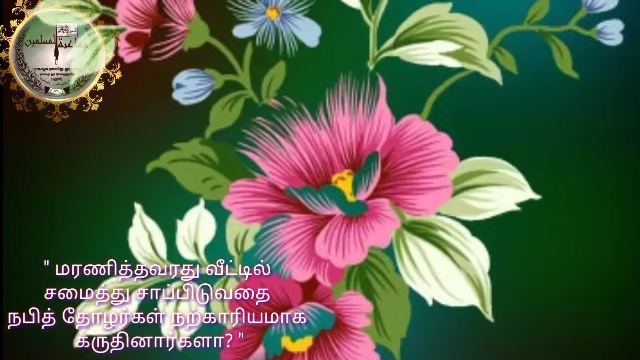 " மரணித்தவரது வீட்டில்
சமைத்து சாப்பிடுவதை
நபித் தோழர்கள் நற்காரியமாக
கருதினார்களா? "